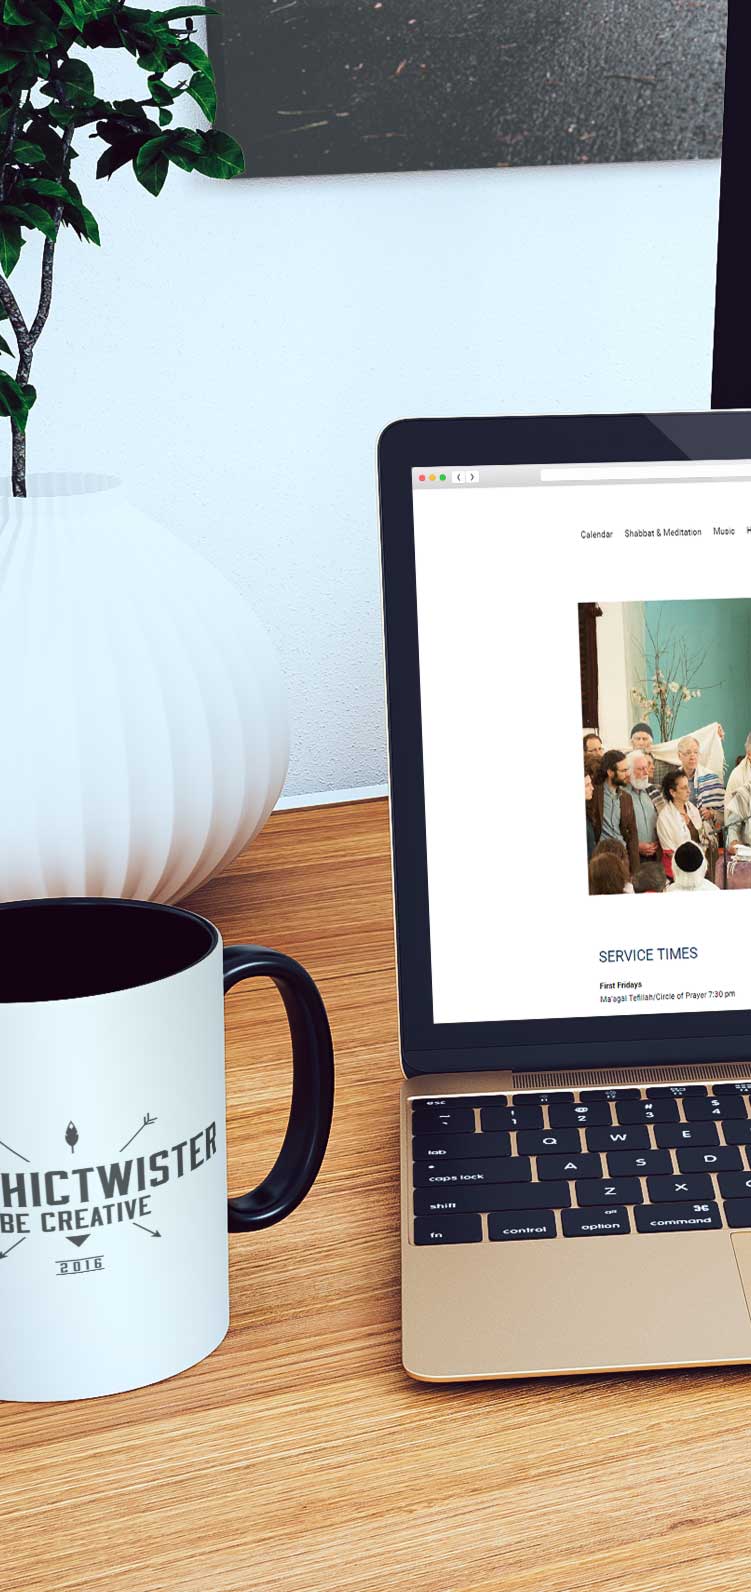 Calendar Shabbat & Meditation Music H
SERVICE TIMES
First Fridays
Ma'agal Tefillah/Circle of Prayer 7:30 pm
HICTWISTER
BE CREATIVE
2016
esc
~ ! 1 @ 2 # 3 $ 4
tab Q W E
caps lock A S D
shift Z X
fn control alt option ⌘ command